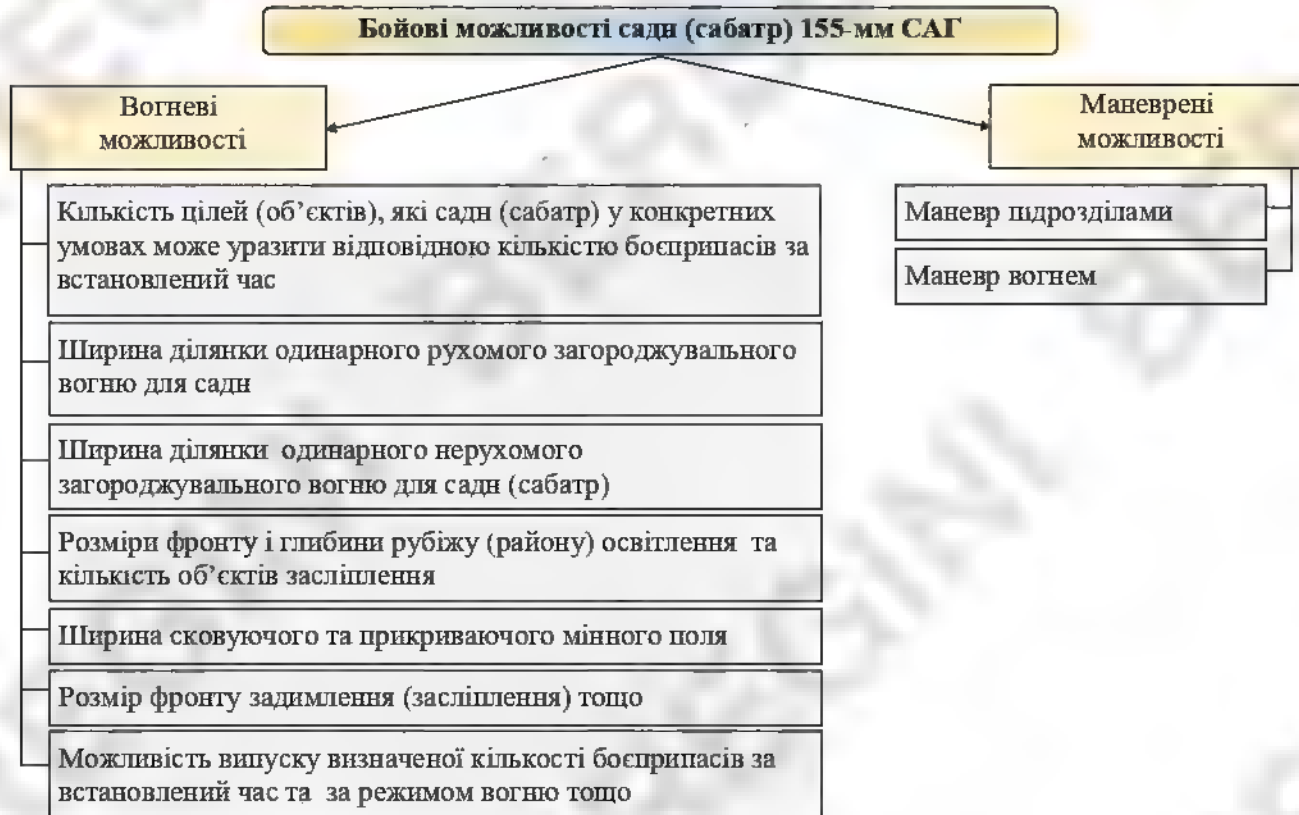 Бойові можливості садн (сабатр) 155-мм САГ
Вогневі
можливості
Маневрені
можливості
Кількість цілей (об’єктів), які садн (сабатр) у конкретних
умовах може уразити відповідною кількістю боєприпасів за
встановлений час
Ширина ділянки одинарного рухомого загороджувального
вогню для садн
Ширина ділянки одинарного нерухомого
загороджувального вогню для садн (сабатр)
Розміри фронту і глибини рубіжу (району) освітлення та
кількість об’єктів засліплення
Ширина сковуючого та прикриваючого мінного поля
Розмір фронту задимлення (засліплення) тощо
Можливість випуску визначеної кількості боєприпасів за
встановлений час та за режимом вогню тощо
Маневр підрозділами
Маневр вогнем